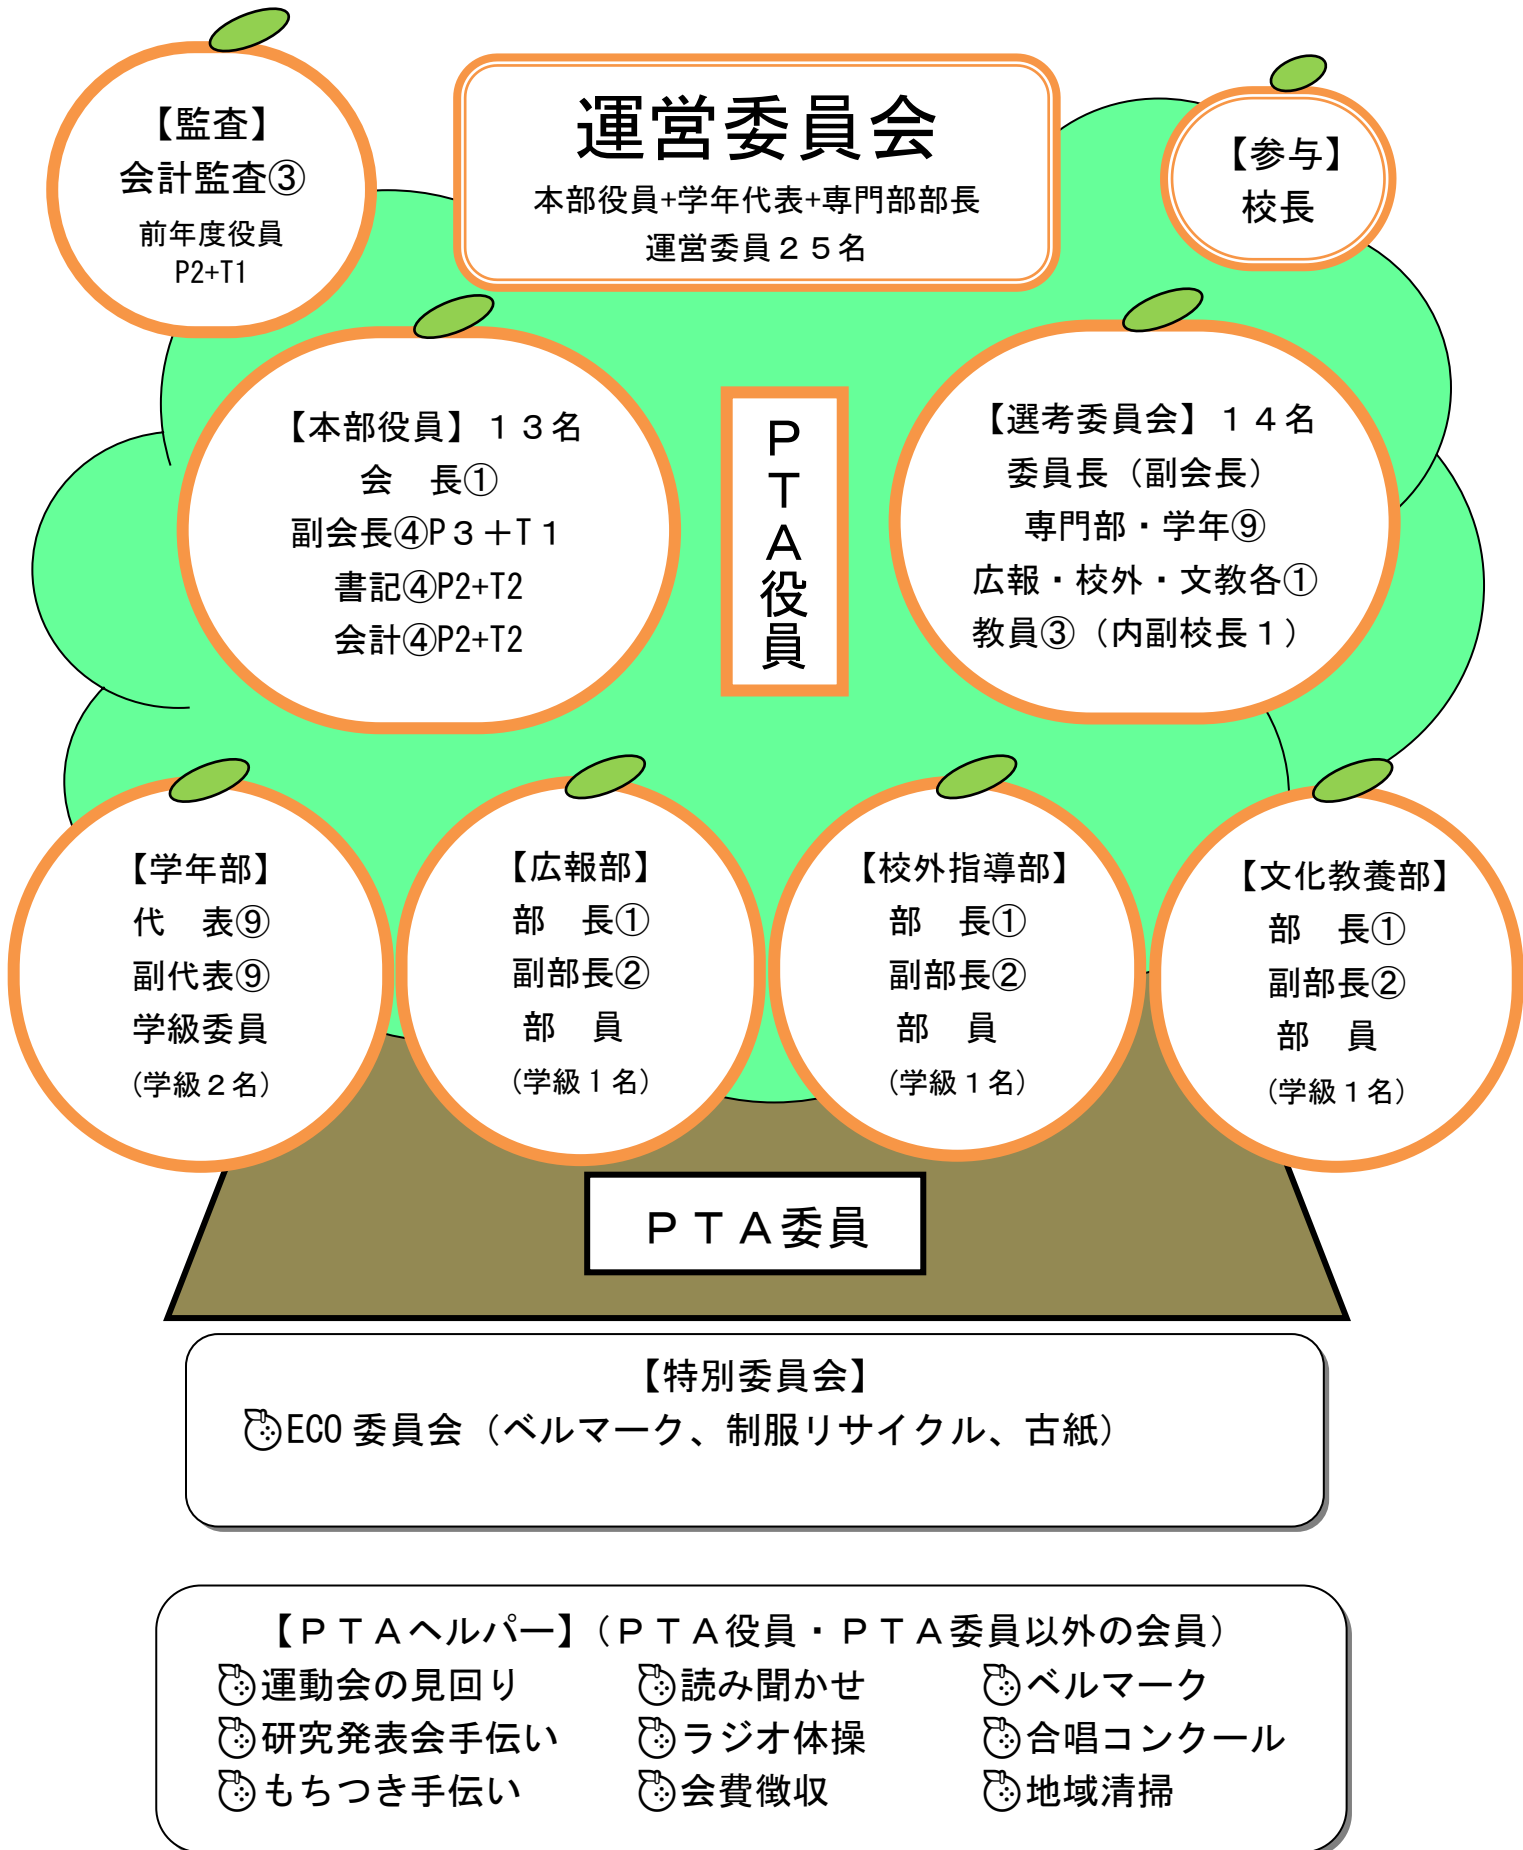 【監査】
会計監査③
前年度役員
P2+T1
運営委員会
本部役員+学年代表+専門部部長
運営委員２５名
【参与】
校長
【本部役員】１３名
会　長①
副会長④P３＋T１
書記④P2+T2
会計④P2+T2
ＰＴＡ役員
【選考委員会】１４名
委員長（副会長）
専門部・学年⑨
広報・校外・文教各①
教員③（内副校長１）
【学年部】
代　表⑨
副代表⑨
学級委員
（学級２名）
【広報部】
部　長①
副部長②
部　員
（学級１名）
【校外指導部】
部　長①
副部長②
部　員
（学級１名）
【文化教養部】
部　長①
副部長②
部　員
（学級１名）
ＰＴＡ委員
【特別委員会】
ECO委員会（ベルマーク、制服リサイクル、古紙）
【ＰＴＡヘルパー】（ＰＴＡ役員・ＰＴＡ委員以外の会員）
運動会の見回り　読み聞かせ　ベルマーク
研究発表会手伝い　ラジオ体操　合唱コンクール
もちつき手伝い　会費徴収　地域清掃